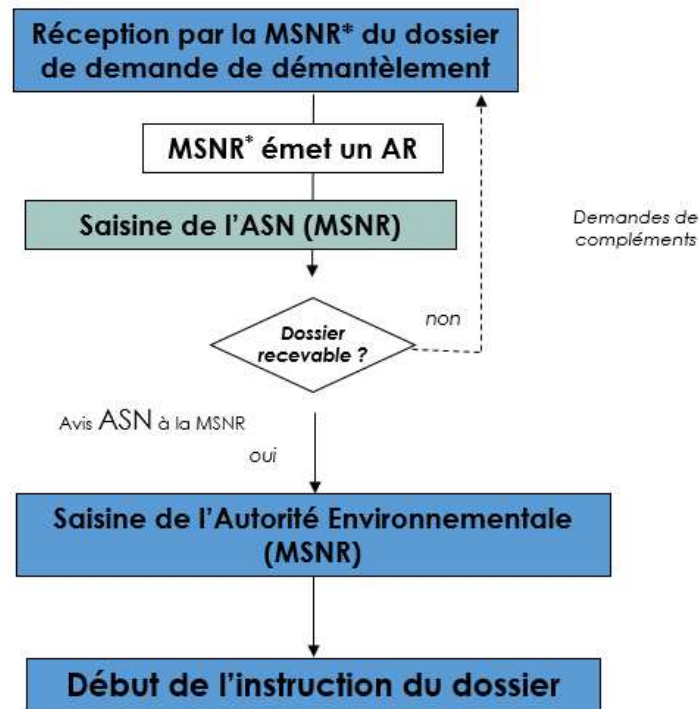 Réception par la MSNR* du dossier
de demande de démantèlement
MSNR* émet un AR
Saisine de l'ASN (MSNR)
Demandes de
compléments
non
Dossier
recevable ?
Avis ASN à la MSNR
oui
Saisine de l'Autorité Environnementale
(MSNR)
Début de l'instruction du dossier